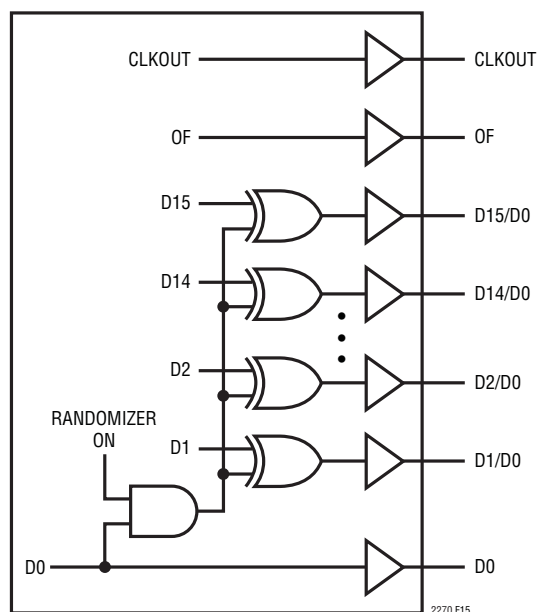 CLKOUT CLKOUT
OF OF
D15 D15/D0
D14 D14/D0
D2 D2/D0
RANDOMIZER
ON
D1 D1/D0
D0 D0
2270 F15